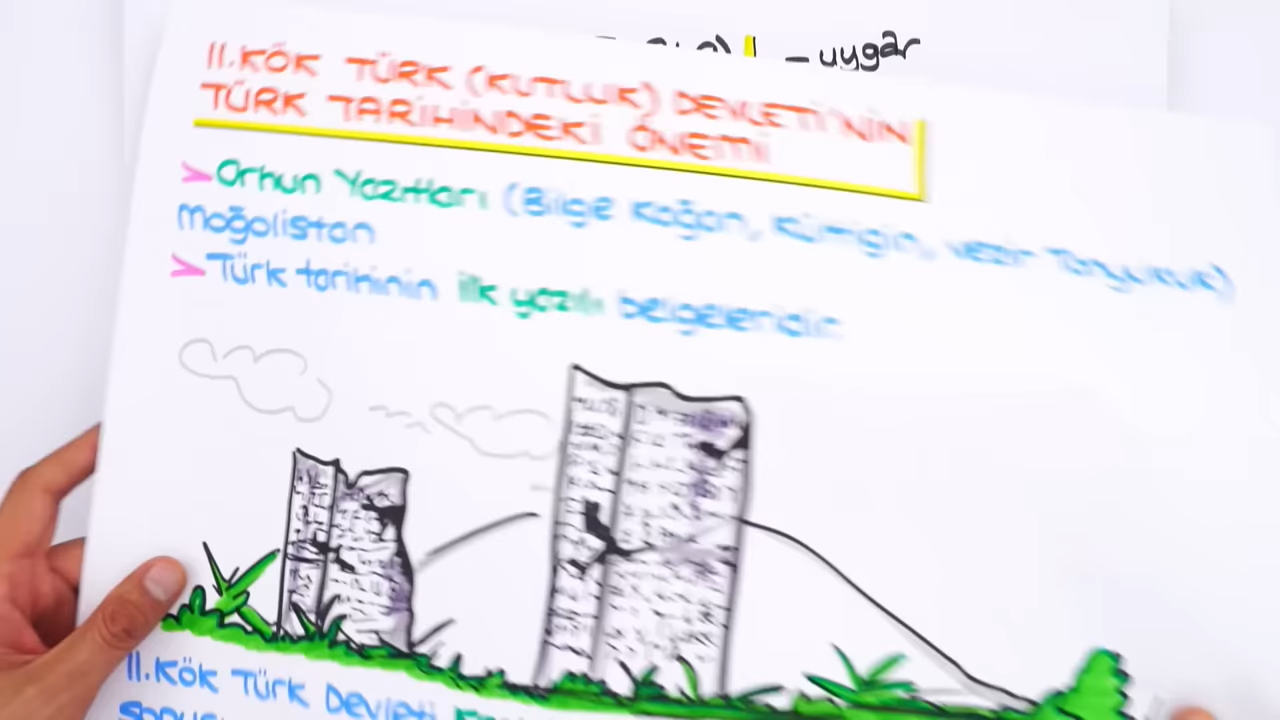 – uygar
II.KÖK TÜRK (KUTLUK) DEVLETİ'NİN
TÜRK TARİHİNDEKİ ÖNEMİ
➤Orhun Yazıtları (Bilge Kağan, Kültigin, vezir Tonyukuk)
Moğolistan
➤Türk tarihinin ilk yazılı belgeleridir.
II.Kök Türk Devleti